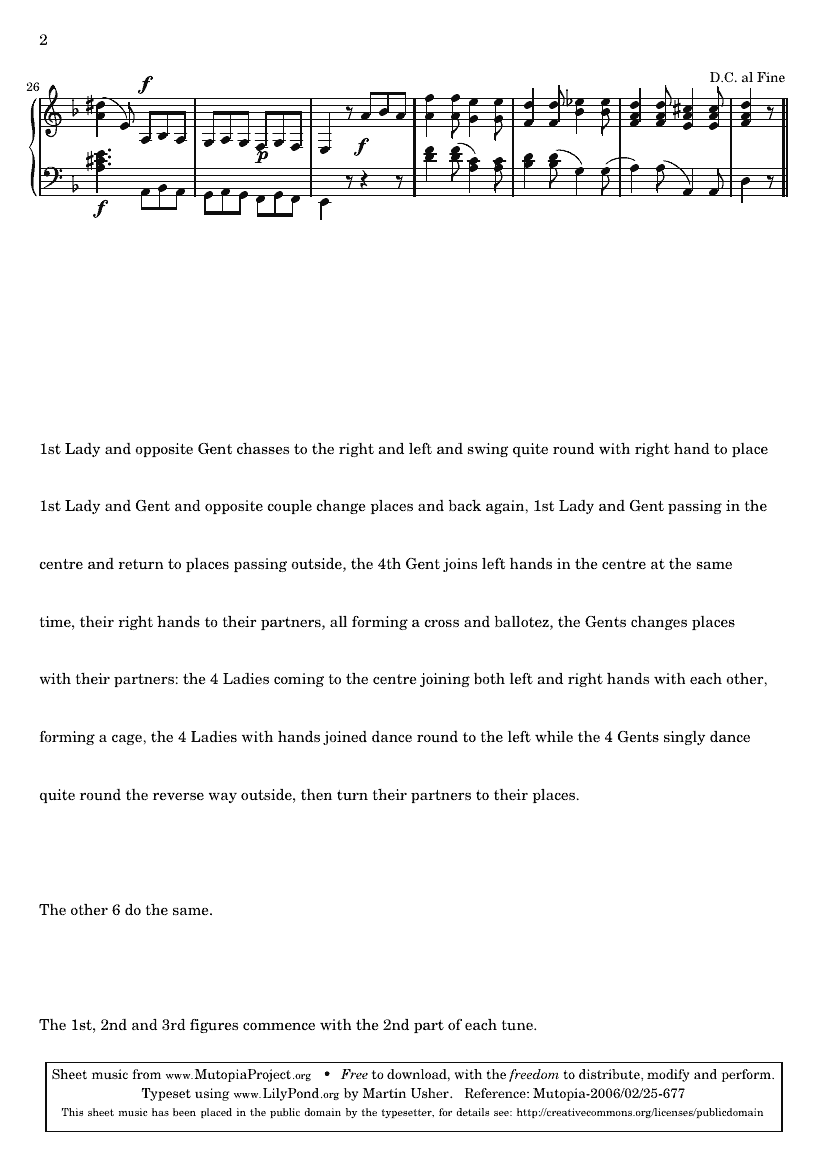 2
D.C. al Fine
26
f
p
f
f
1st Lady and opposite Gent chasses to the right and left and swing quite round with right hand to place
1st Lady and Gent and opposite couple change places and back again, 1st Lady and Gent passing in the
centre and return to places passing outside, the 4th Gent joins left hands in the centre at the same
time, their right hands to their partners, all forming a cross and ballotez, the Gents changes places
with their partners: the 4 Ladies coming to the centre joining both left and right hands with each other,
forming a cage, the 4 Ladies with hands joined dance round to the left while the 4 Gents singly dance
quite round the reverse way outside, then turn their partners to their places.
The other 6 do the same.
The 1st, 2nd and 3rd figures commence with the 2nd part of each tune.
Sheet music from www.MutopiaProject.org • Free to download, with the freedom to distribute, modify and perform.
Typeset using www.LilyPond.org by Martin Usher. Reference: Mutopia-2006/02/25-677
This sheet music has been placed in the public domain by the typesetter, for details see: http://creativecommons.org/licenses/publicdomain